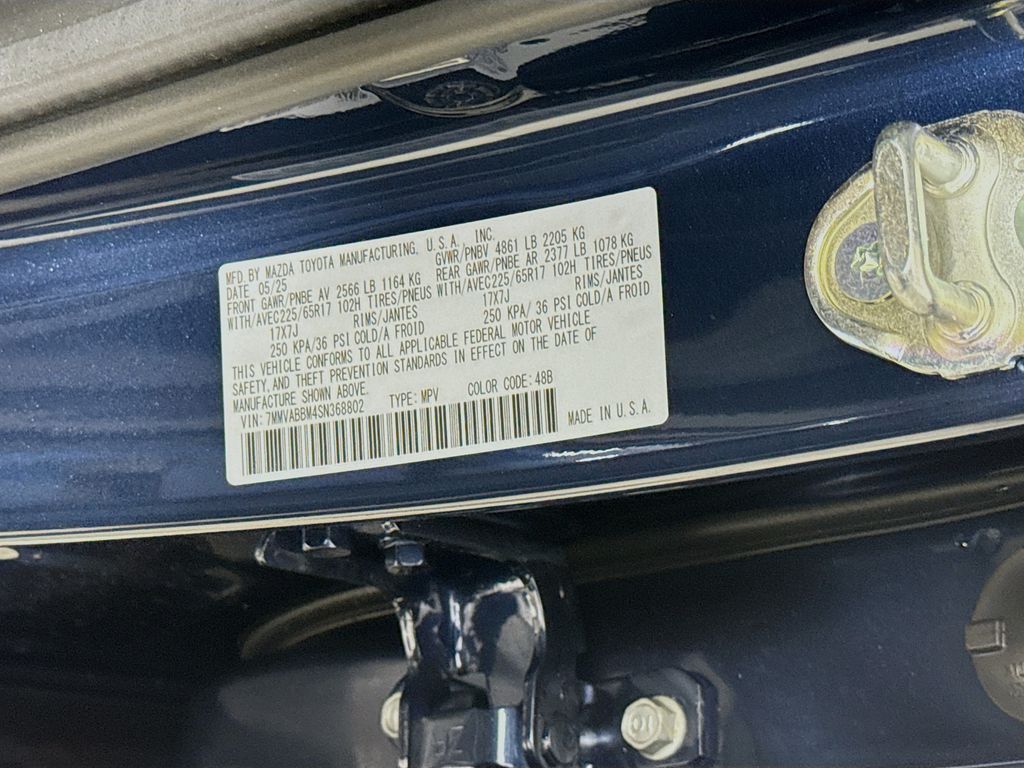 MFD. BY MAZDA TOYOTA MANUFACTURING, U.S.A. INC.
DATE 05/25 GVWR/PNBV 4861 LB 2205 KG
FRONT GAWR/PNBE AV 2566 LB 1164 KG REAR GAWR/PNBE AR 2377 LB 1078 KG
WITH/AVEC225/65R17 102H TIRES/PNEUS WITH/AVEC225/65R17 102H TIRES/PNEUS
17X7J RIMS/JANTES 17X7J RIMS/JANTES
250 KPA/36 PSI COLD/A FROID 250 KPA/ 36 PSI COLD/A FROID
THIS VEHICLE CONFORMS TO ALL APPLICABLE FEDERAL MOTOR VEHICLE
SAFETY, AND THEFT PREVENTION STANDARDS IN EFFECT ON THE DATE OF
MANUFACTURE SHOWN ABOVE.
VIN: 7MMVABBM4SN368802 TYPE: MPV COLOR CODE: 48B
MADE IN U.S.A.